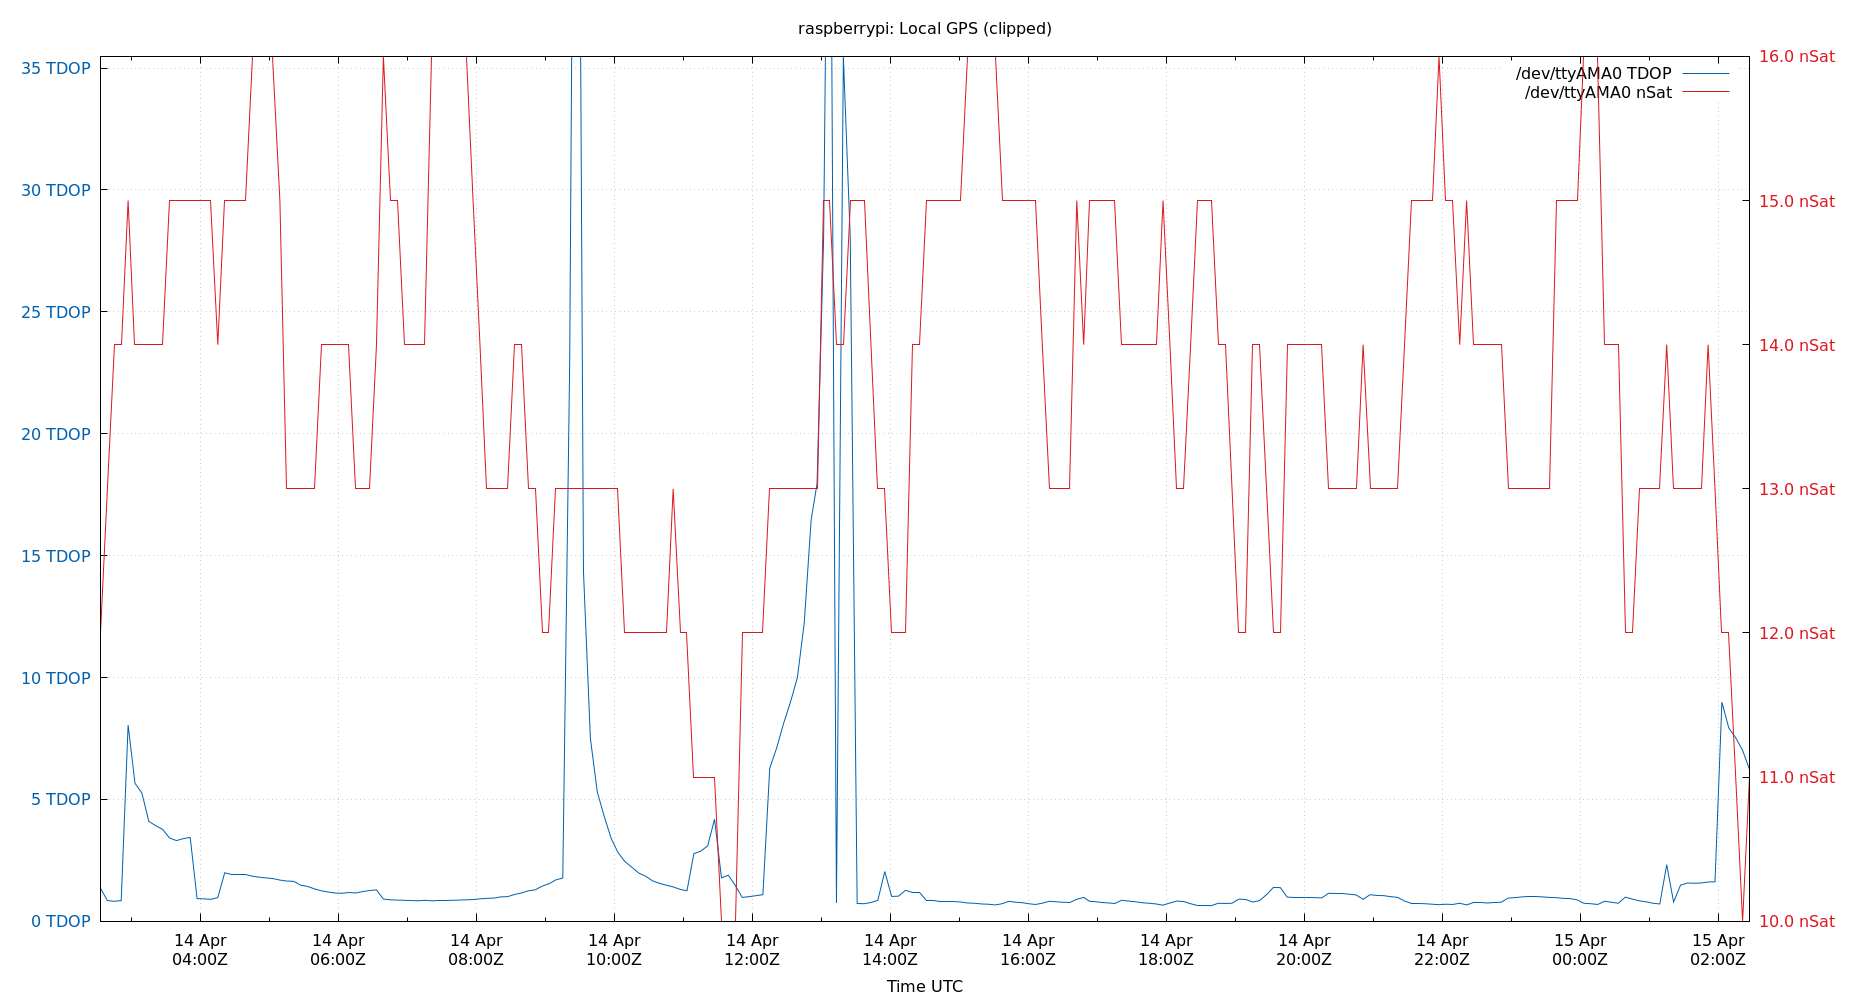 raspberrypi: Local GPS (clipped)
/dev/ttyAMA0 TDOP
/dev/ttyAMA0 nSat
35 TDOP
30 TDOP
25 TDOP
20 TDOP
15 TDOP
10 TDOP
5 TDOP
0 TDOP
16.0 nSat
15.0 nSat
14.0 nSat
13.0 nSat
12.0 nSat
11.0 nSat
10.0 nSat
14 Apr
04:00Z
14 Apr
06:00Z
14 Apr
08:00Z
14 Apr
10:00Z
14 Apr
12:00Z
14 Apr
14:00Z
14 Apr
16:00Z
14 Apr
18:00Z
14 Apr
20:00Z
14 Apr
22:00Z
15 Apr
00:00Z
15 Apr
02:00Z
Time UTC